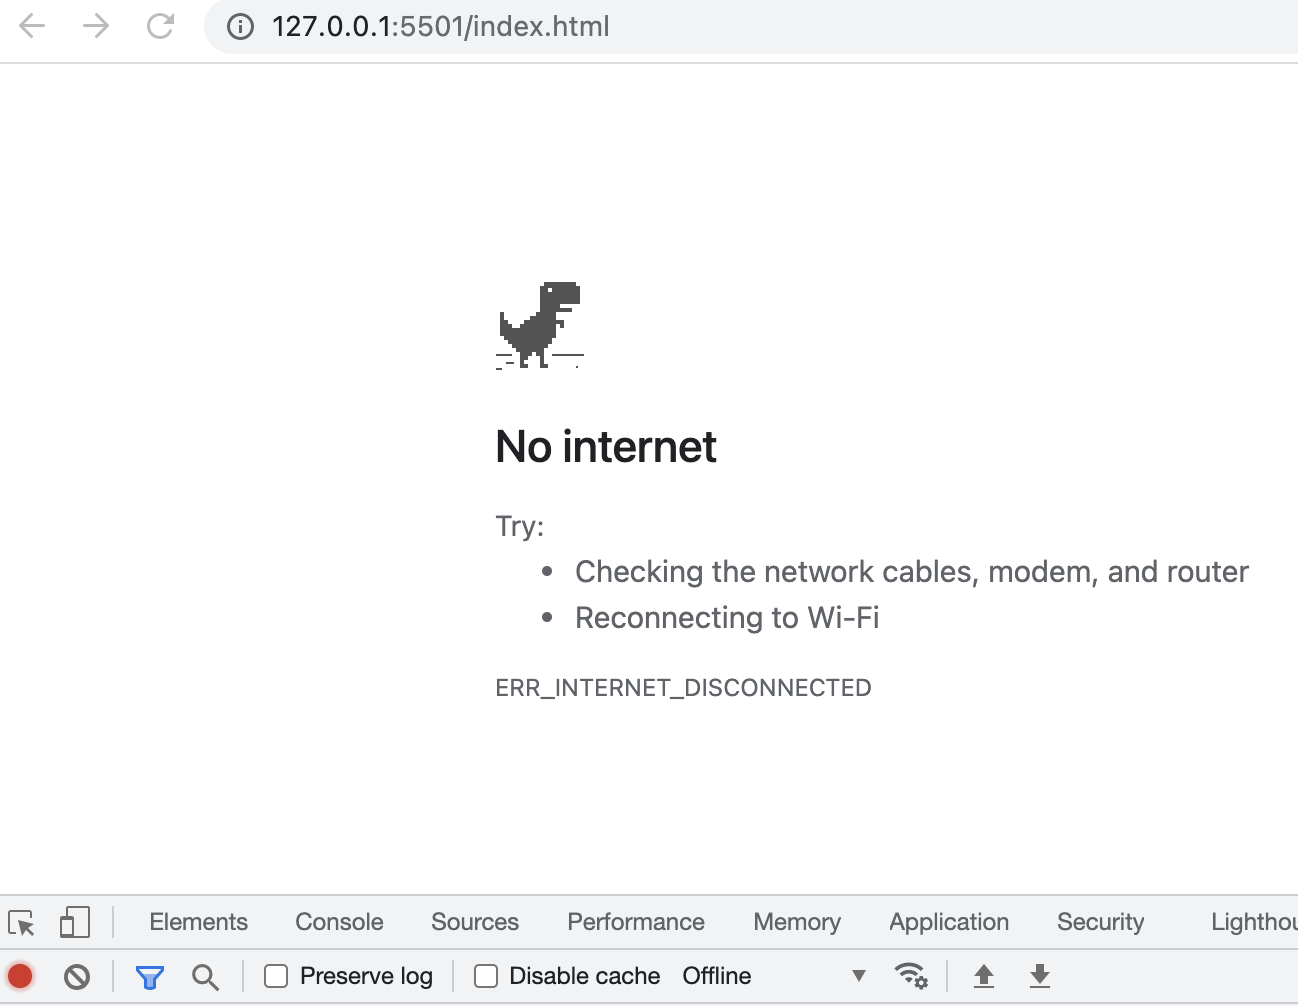 127.0.0.1:5501/index.html
No internet
Try:
• Checking the network cables, modem, and router
• Reconnecting to Wi-Fi
ERR_INTERNET_DISCONNECTED
Elements Console Sources Performance Memory Application Security Lighthou
Preserve log Disable cache Offline